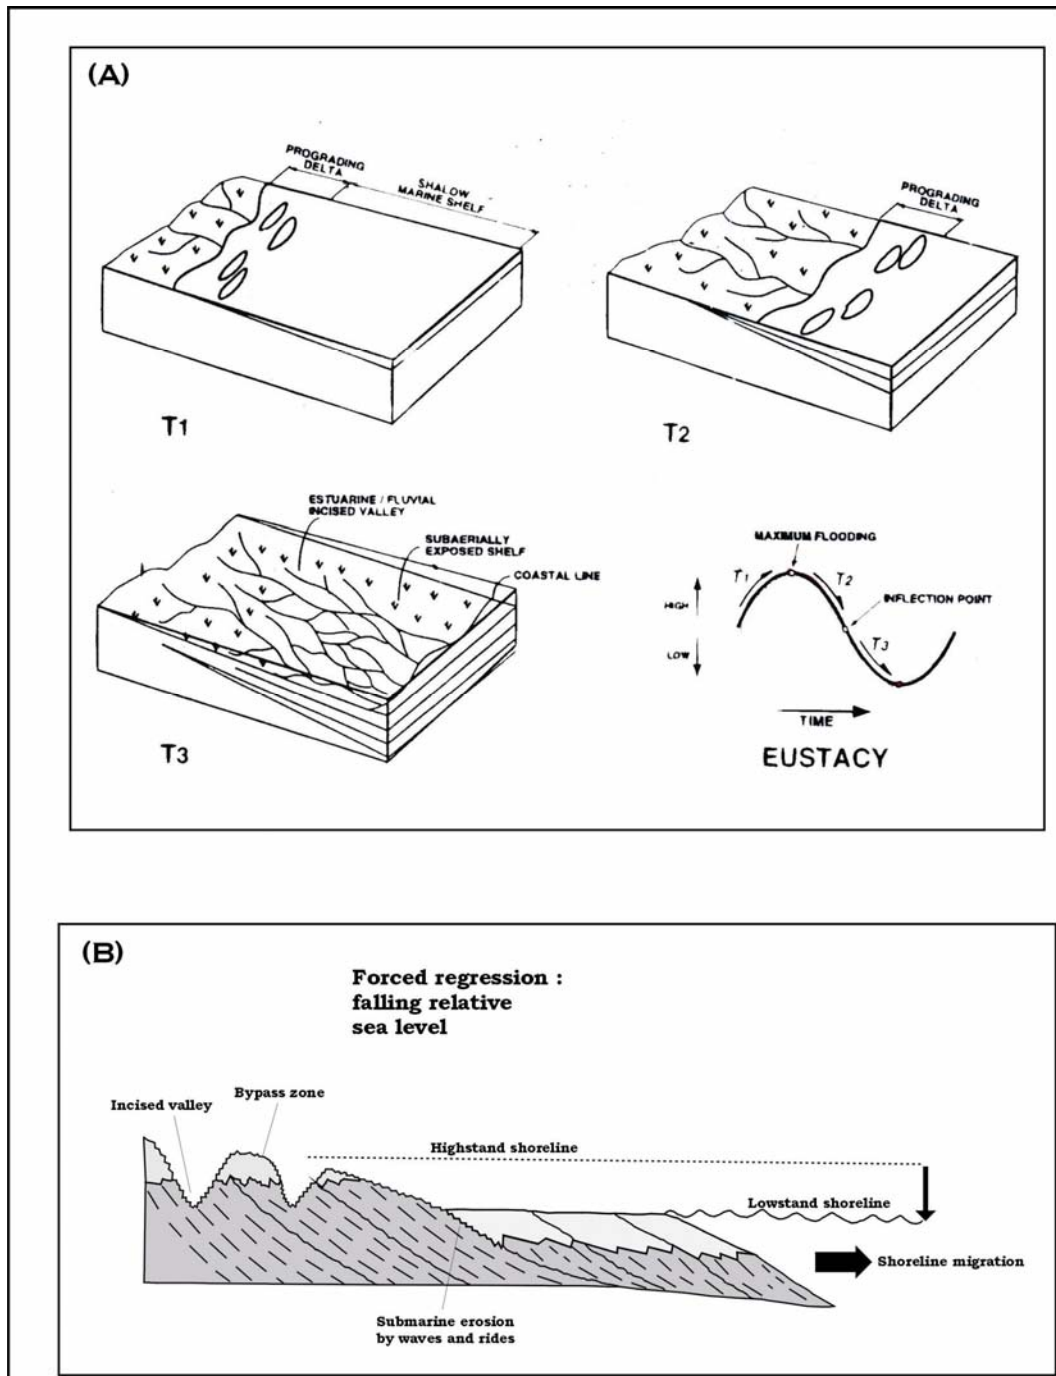 (A)
PROGRADING
DELTA
SHALOW
MARINE SHELF
T1
PROGRADING
DELTA
T2
ESTUARINE / FLUVIAL
INCISED VALLEY
SUBAERIALLY
EXPOSED SHELF
COASTAL LINE
T3
MAXIMUM FLOODING
T1
T2
INFLECTION POINT
HIGH
LOW
T3
TIME
EUSTACY
(B)
Forced regression :
falling relative
sea level
Bypass zone
Incised valley
Highstand shoreline
Lowstand shoreline
Shoreline migration
Submarine erosion
by waves and rides